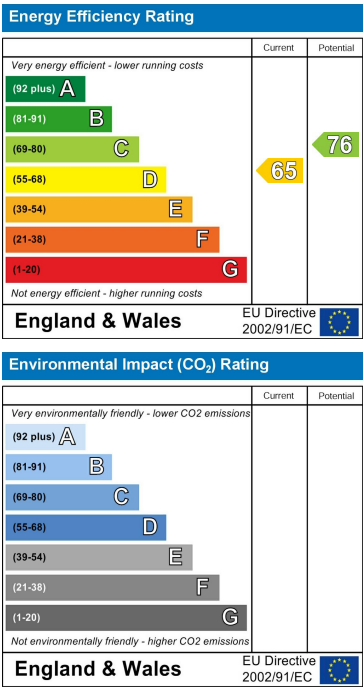 Energy Efficiency Rating
Current Potential
Very energy efficient - lower running costs
(92 plus) A
(81-91) B
(69-80) C
(55-68) D
(39-54) E
(21-38) F
(1-20) G
65
76
Not energy efficient - higher running costs
England & Wales
EU Directive
2002/91/EC
Environmental Impact (CO2) Rating
Current Potential
Very environmentally friendly - lower CO2 emissions
(92 plus) A
(81-91) B
(69-80) C
(55-68) D
(39-54) E
(21-38) F
(1-20) G
Not environmentally friendly - higher CO2 emissions
England & Wales
EU Directive
2002/91/EC